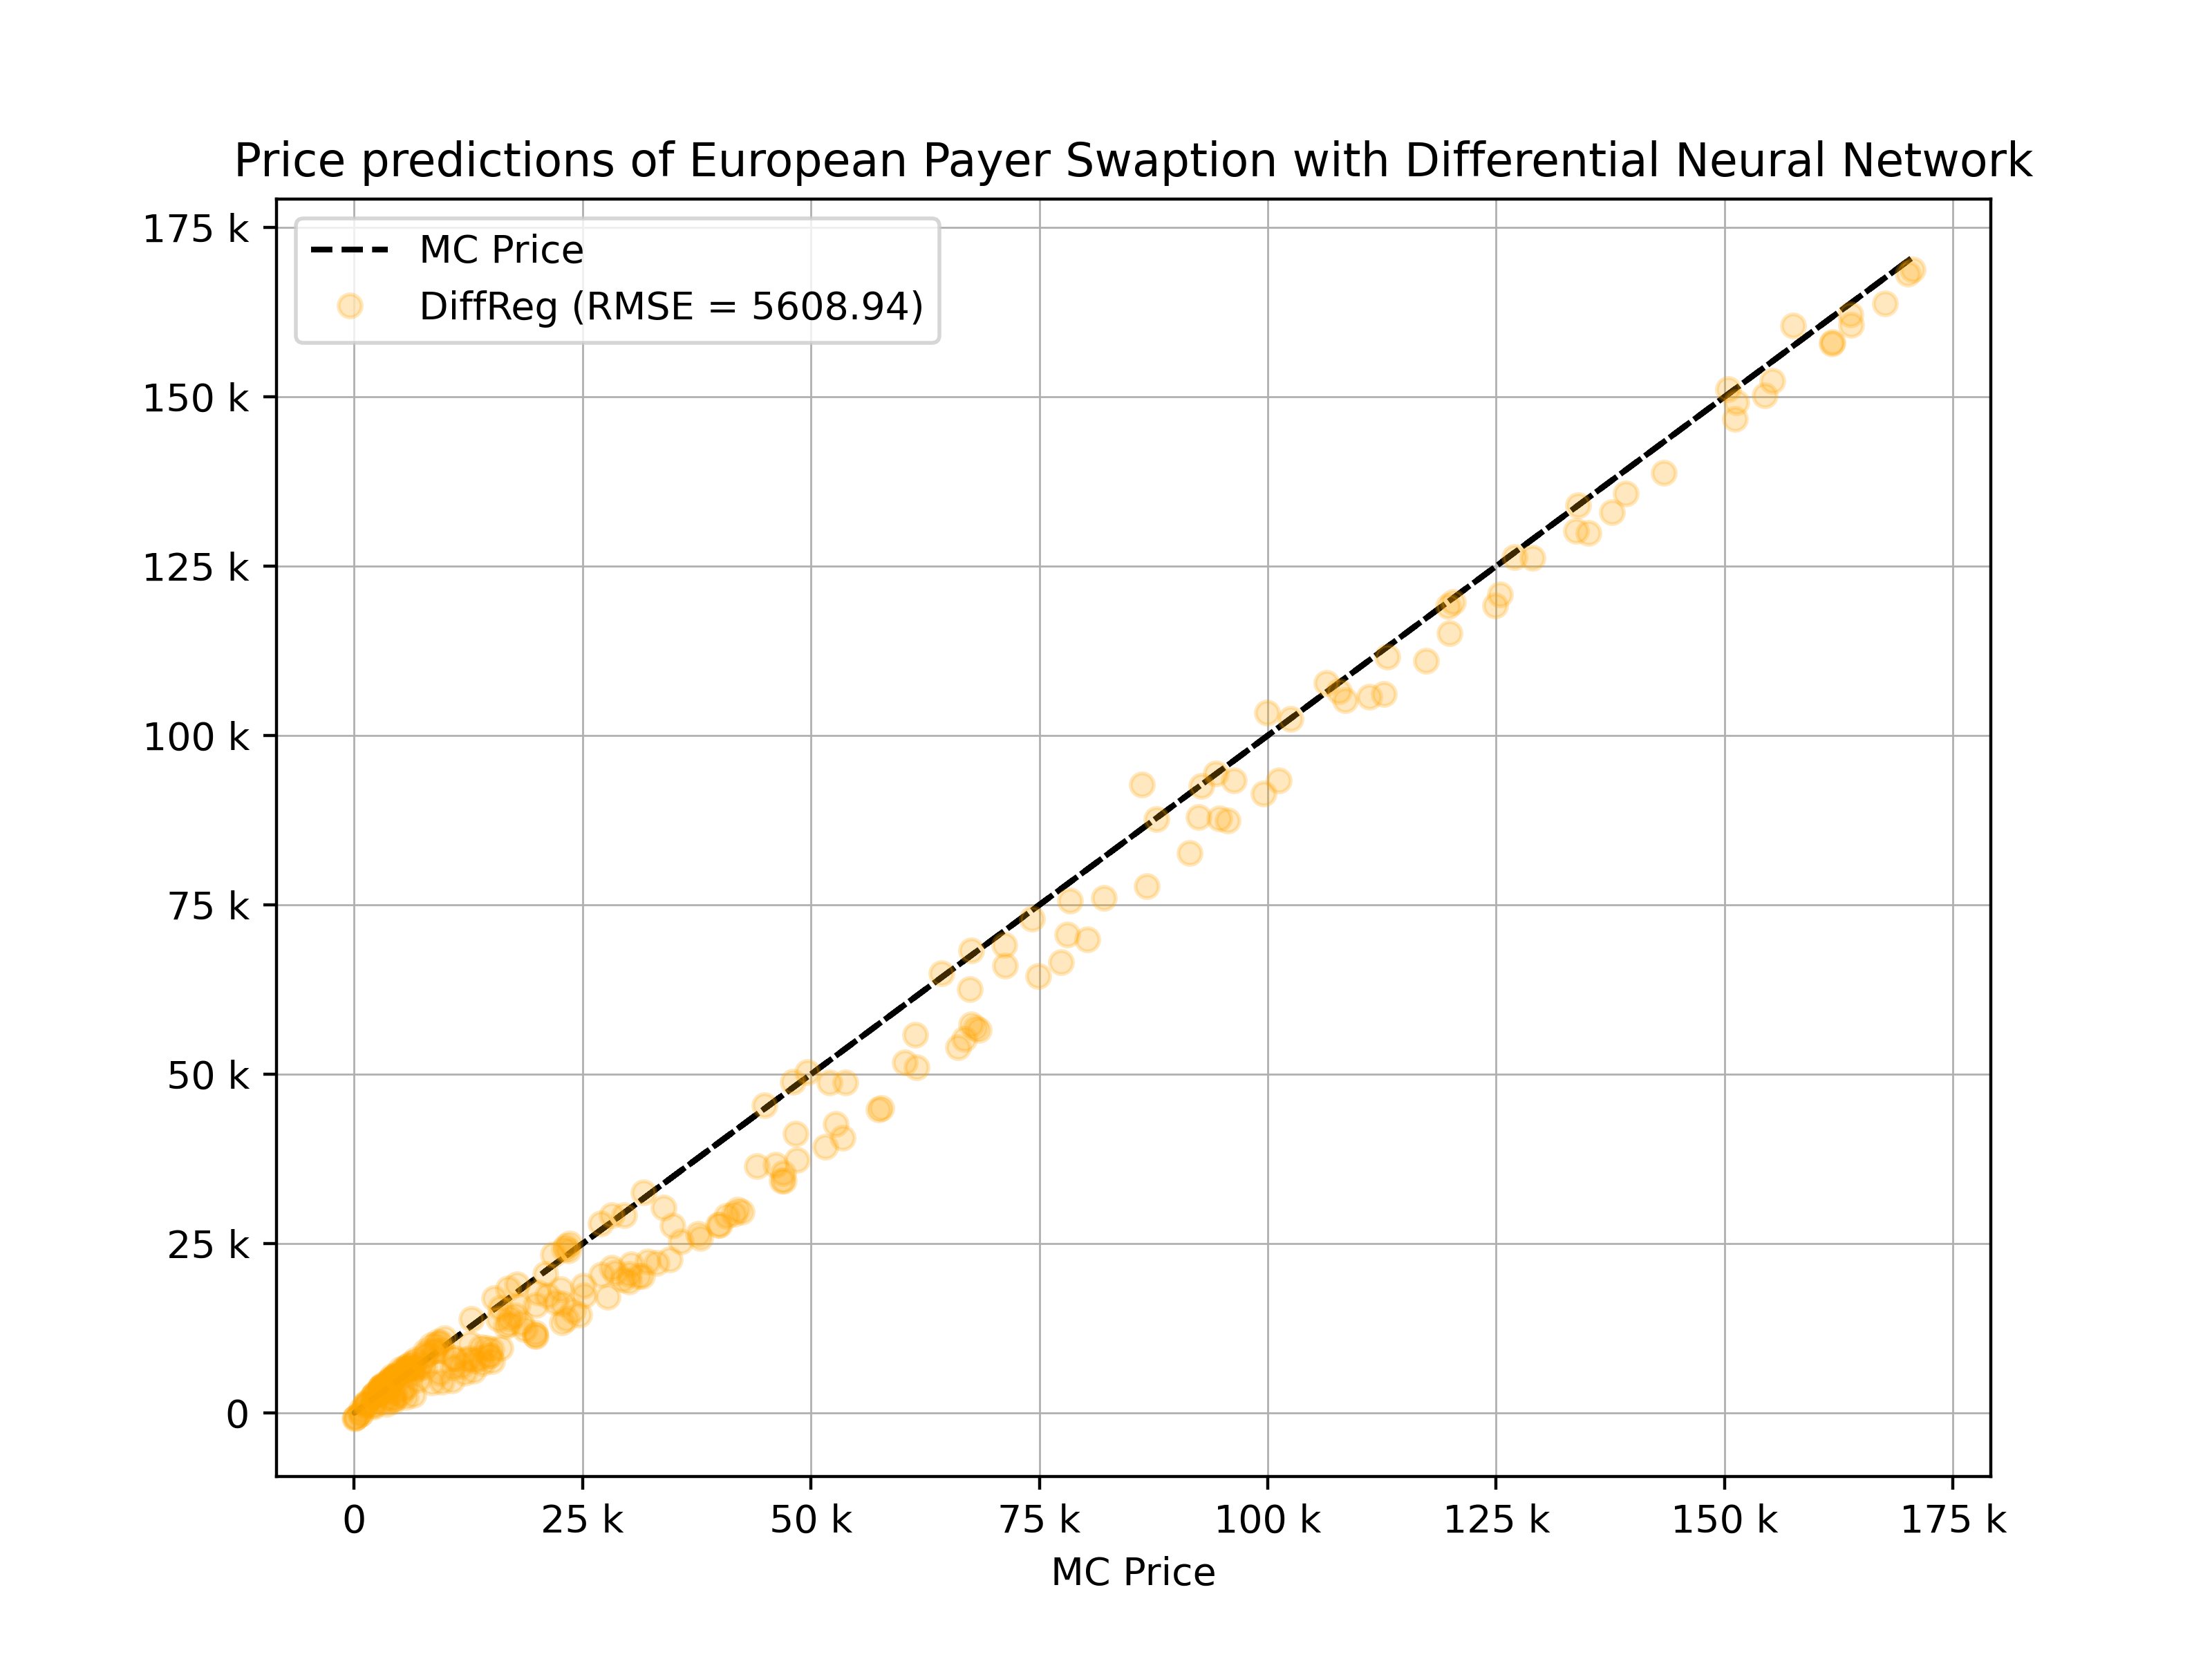 Price predictions of European Payer Swaption with Differential Neural Network
MC Price
DiffReg (RMSE = 5608.94)
175 k
150 k
125 k
100 k
75 k
50 k
25 k
0
0 25 k 50 k 75 k 100 k 125 k 150 k 175 k
MC Price